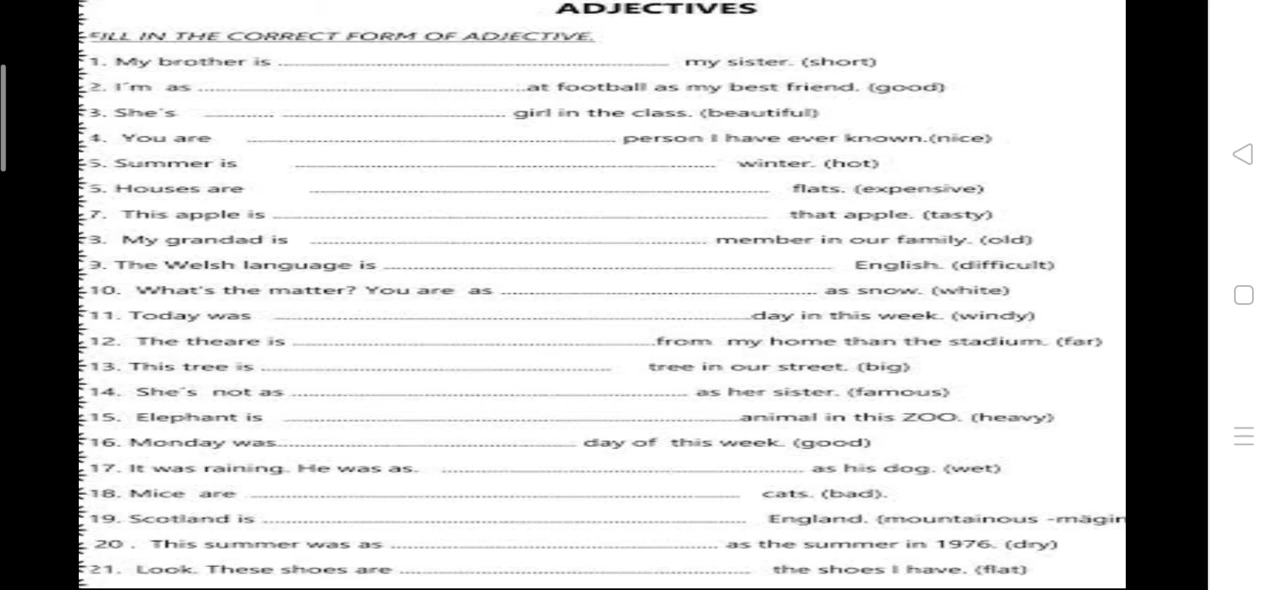 ADJECTIVES
FILL IN THE CORRECT FORM OF ADJECTIVE.
1. My brother is ........................ my sister. (short)
2. I'm as ........................ at football as my best friend. (good)
3. She's ............ ........................ girl in the class. (beautiful)
4. You are ........................ person I have ever known.(nice)
5. Summer is ........................ winter. (hot)
5. Houses are ........................ flats. (expensive)
7. This apple is ........................ that apple. (tasty)
3. My grandad is ........................ member in our family. (old)
9. The Welsh language is ........................ English. (difficult)
10. What's the matter? You are as ........................ as snow. (white)
11. Today was ........................ day in this week. (windy)
12. The theare is ........................ from my home than the stadium. (far)
13. This tree is ........................ tree in our street. (big)
14. She's not as ........................ as her sister. (famous)
15. Elephant is ........................ animal in this ZOO. (heavy)
16. Monday was........................ day of this week. (good)
17. It was raining. He was as. ........................ as his dog. (wet)
18. Mice are ........................ cats. (bad).
19. Scotland is ........................ England. (mountainous -mägin
20 . This summer was as ........................ as the summer in 1976. (dry)
21. Look. These shoes are ........................ the shoes I have. (flat)